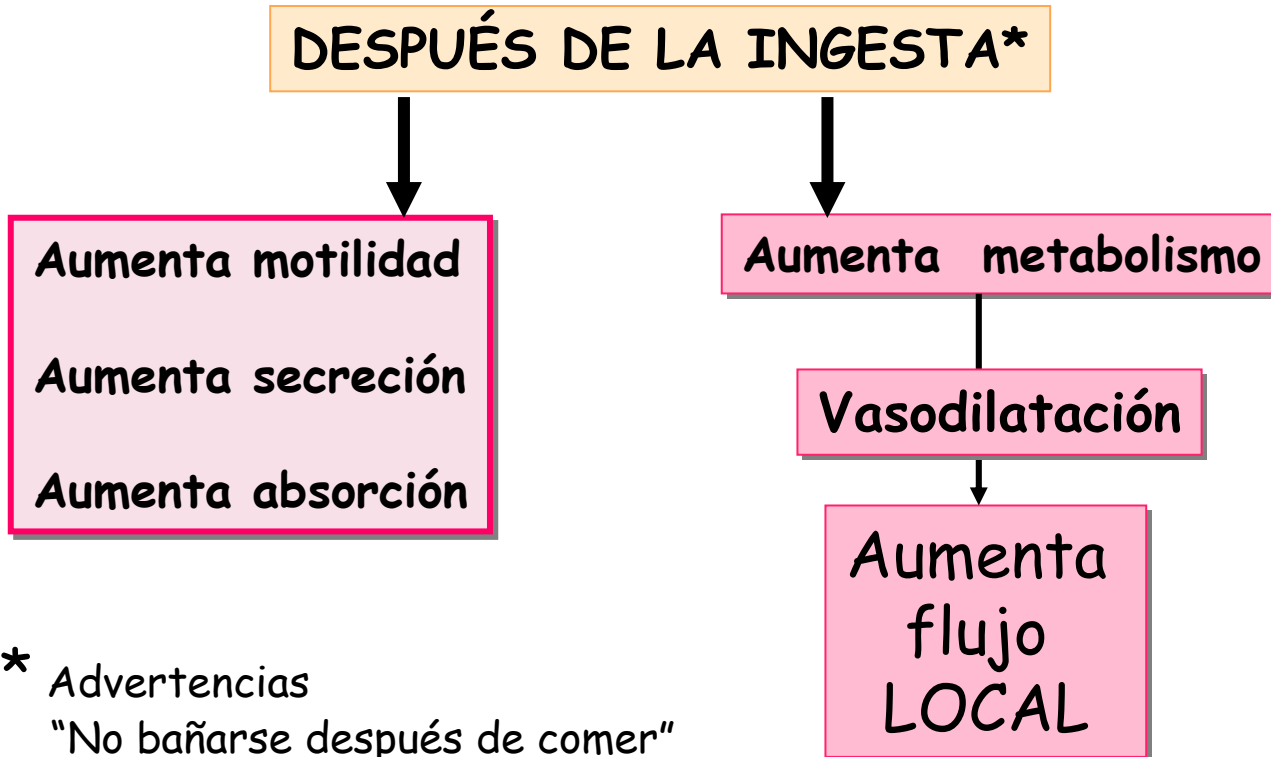 DESPUÉS DE LA INGESTA*
Aumenta motilidad
Aumenta secreción
Aumenta absorción
Aumenta metabolismo
Vasodilatación
Aumenta
flujo
LOCAL
* Advertencias
“No bañarse después de comer”